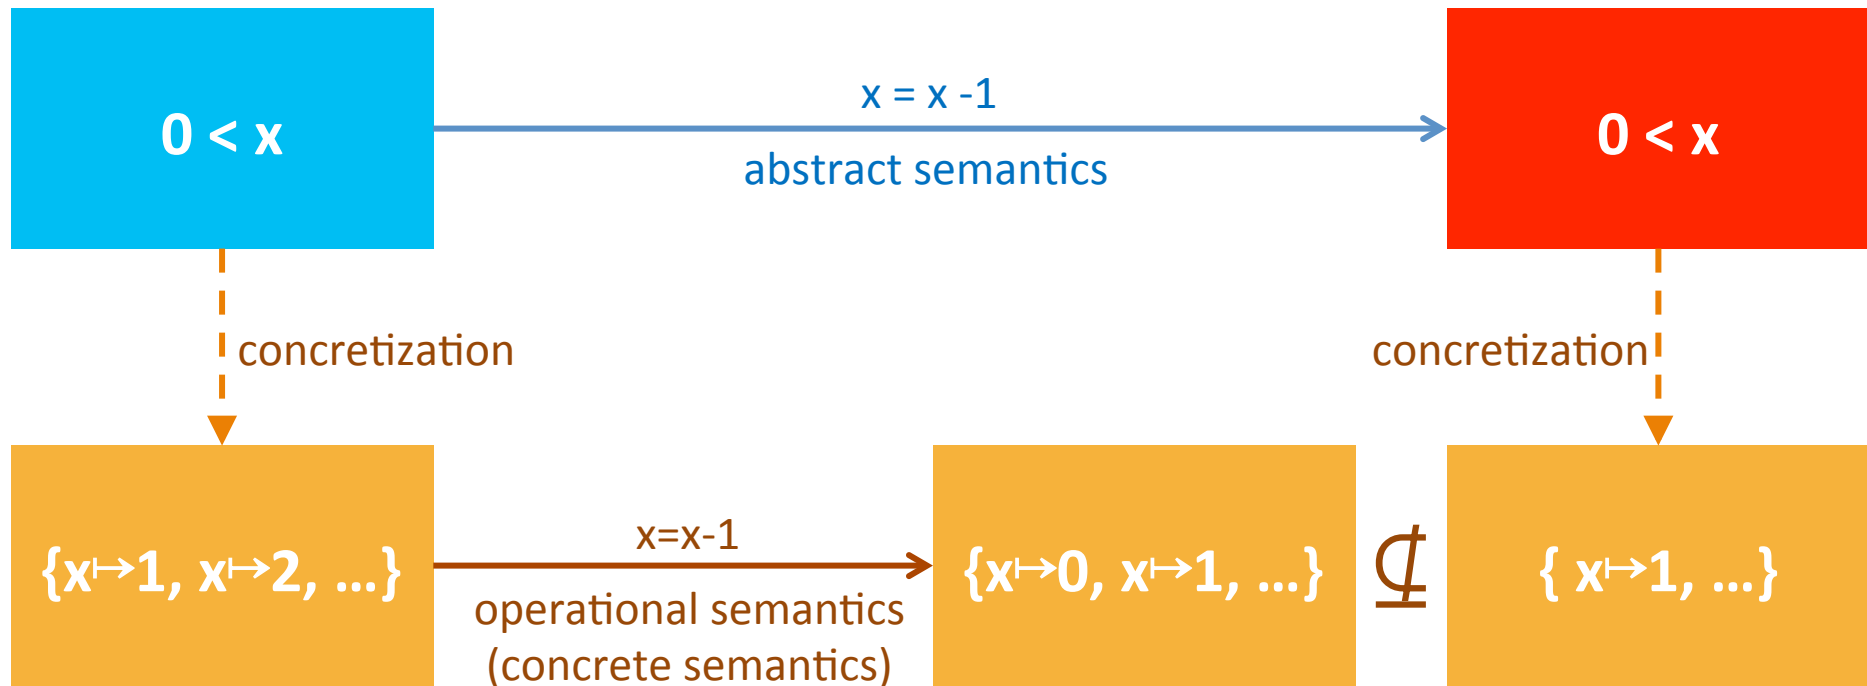 0 < x
x = x -1
abstract semantics
0 < x
concretization
concretization
{x↦1, x↦2, …}
x=x-1
operational semantics
(concrete semantics)
{x↦0, x↦1, …}
⊈
{ x↦1, …}